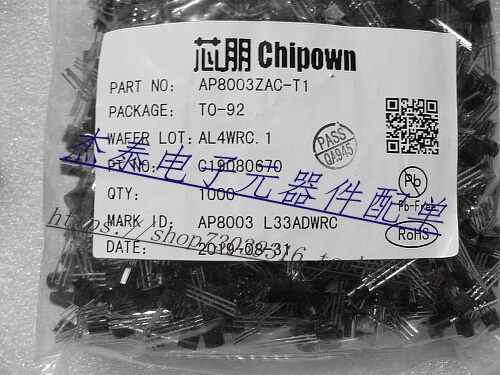 芯朋 Chipown
PART NO: AP8003ZAC-T1
PACKAGE: TO-92
WAFER LOT: AL4WRC.1
PASS
QA945
杰泰电子元器件配单
PT NO: C19080670
Pb
Pb-Free
QTY: 1000
MARK ID: AP8003 L33ADWRC
RoHS
DATE: 2019-08-31